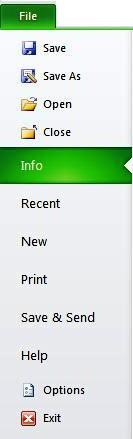 File
Save
Save As
Open
Close
Info
Recent
New
Print
Save & Send
Help
Options
Exit